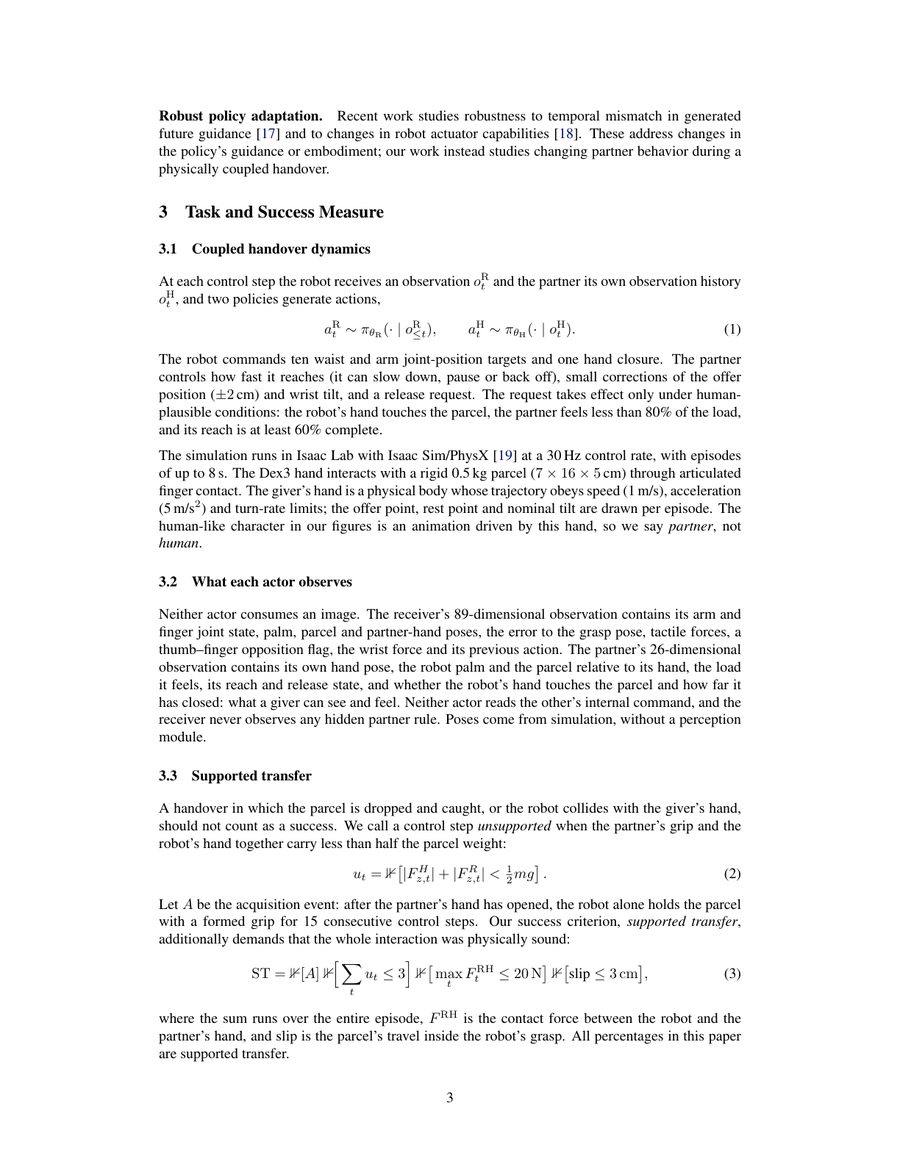 Robust policy adaptation. Recent work studies robustness to temporal mismatch in generated
future guidance [17] and to changes in robot actuator capabilities [18]. These address changes in
the policy's guidance or embodiment; our work instead studies changing partner behavior during a
physically coupled handover.
3 Task and Success Measure
3.1 Coupled handover dynamics
At each control step the robot receives an observation o_t^R and the partner its own observation history
o_t^H, and two policies generate actions,
a_t^R ∼ π_{θ_R}(· | o_{≤t}^R), a_t^H ∼ π_{θ_H}(· | o_t^H). (1)
The robot commands ten waist and arm joint-position targets and one hand closure. The partner
controls how fast it reaches (it can slow down, pause or back off), small corrections of the offer
position (±2 cm) and wrist tilt, and a release request. The request takes effect only under human-
plausible conditions: the robot's hand touches the parcel, the partner feels less than 80% of the load,
and its reach is at least 60% complete.
The simulation runs in Isaac Lab with Isaac Sim/PhysX [19] at a 30 Hz control rate, with episodes
of up to 8 s. The Dex3 hand interacts with a rigid 0.5 kg parcel (7 × 16 × 5 cm) through articulated
finger contact. The giver's hand is a physical body whose trajectory obeys speed (1 m/s), acceleration
(5 m/s²) and turn-rate limits; the offer point, rest point and nominal tilt are drawn per episode. The
human-like character in our figures is an animation driven by this hand, so we say partner, not
human.
3.2 What each actor observes
Neither actor consumes an image. The receiver's 89-dimensional observation contains its arm and
finger joint state, palm, parcel and partner-hand poses, the error to the grasp pose, tactile forces, a
thumb–finger opposition flag, the wrist force and its previous action. The partner's 26-dimensional
observation contains its own hand pose, the robot palm and the parcel relative to its hand, the load
it feels, its reach and release state, and whether the robot's hand touches the parcel and how far it
has closed: what a giver can see and feel. Neither actor reads the other's internal command, and the
receiver never observes any hidden partner rule. Poses come from simulation, without a perception
module.
3.3 Supported transfer
A handover in which the parcel is dropped and caught, or the robot collides with the giver's hand,
should not count as a success. We call a control step unsupported when the partner's grip and the
robot's hand together carry less than half the parcel weight:
u_t = ⊮[|F_{z,t}^H| + |F_{z,t}^R| < ½mg] . (2)
Let A be the acquisition event: after the partner's hand has opened, the robot alone holds the parcel
with a formed grip for 15 consecutive control steps. Our success criterion, supported transfer,
additionally demands that the whole interaction was physically sound:
ST = ⊮[A] ⊮[∑_t u_t ≤ 3] ⊮[max_t F_t^{RH} ≤ 20 N] ⊮[slip ≤ 3 cm], (3)
where the sum runs over the entire episode, F^{RH} is the contact force between the robot and the
partner's hand, and slip is the parcel's travel inside the robot's grasp. All percentages in this paper
are supported transfer.
3